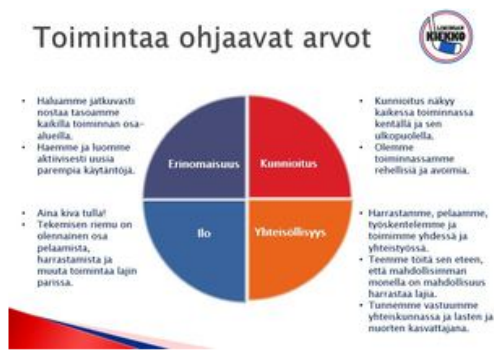 Toimintaa ohjaavat arvot
KIEKKO
• Haluamme jatkuvasti
nostaa tasoamme
kaikilla toiminnan osa-
alueilla.
• Haemme ja luomme
aktiivisesti uusia
parempia käytäntöjä.
Erinomaisuus
Kunnioitus
• Kunnioitus näkyy
kaikessa toiminnassa
kentällä ja sen
ulkopuolella.
• Olemme
toiminnassamme
rehellisiä ja avoimia.
• Aina kiva tulla!
• Tekemisen riemu on
olennainen osa
pelaamista,
harrastamista ja
muuta toimintaa lajin
parissa.
Ilo
Yhteisöllisyys
• Harrastamme, pelaamme,
työskentelemme ja
toimimme yhdessä ja
yhteistyössä.
• Teemme töitä sen eteen,
että mahdollisimman
monella on mahdollisuus
harrastaa lajia.
• Tunnemme vastuumme
yhteiskunnassa ja lasten ja
nuorten kasvattajana.